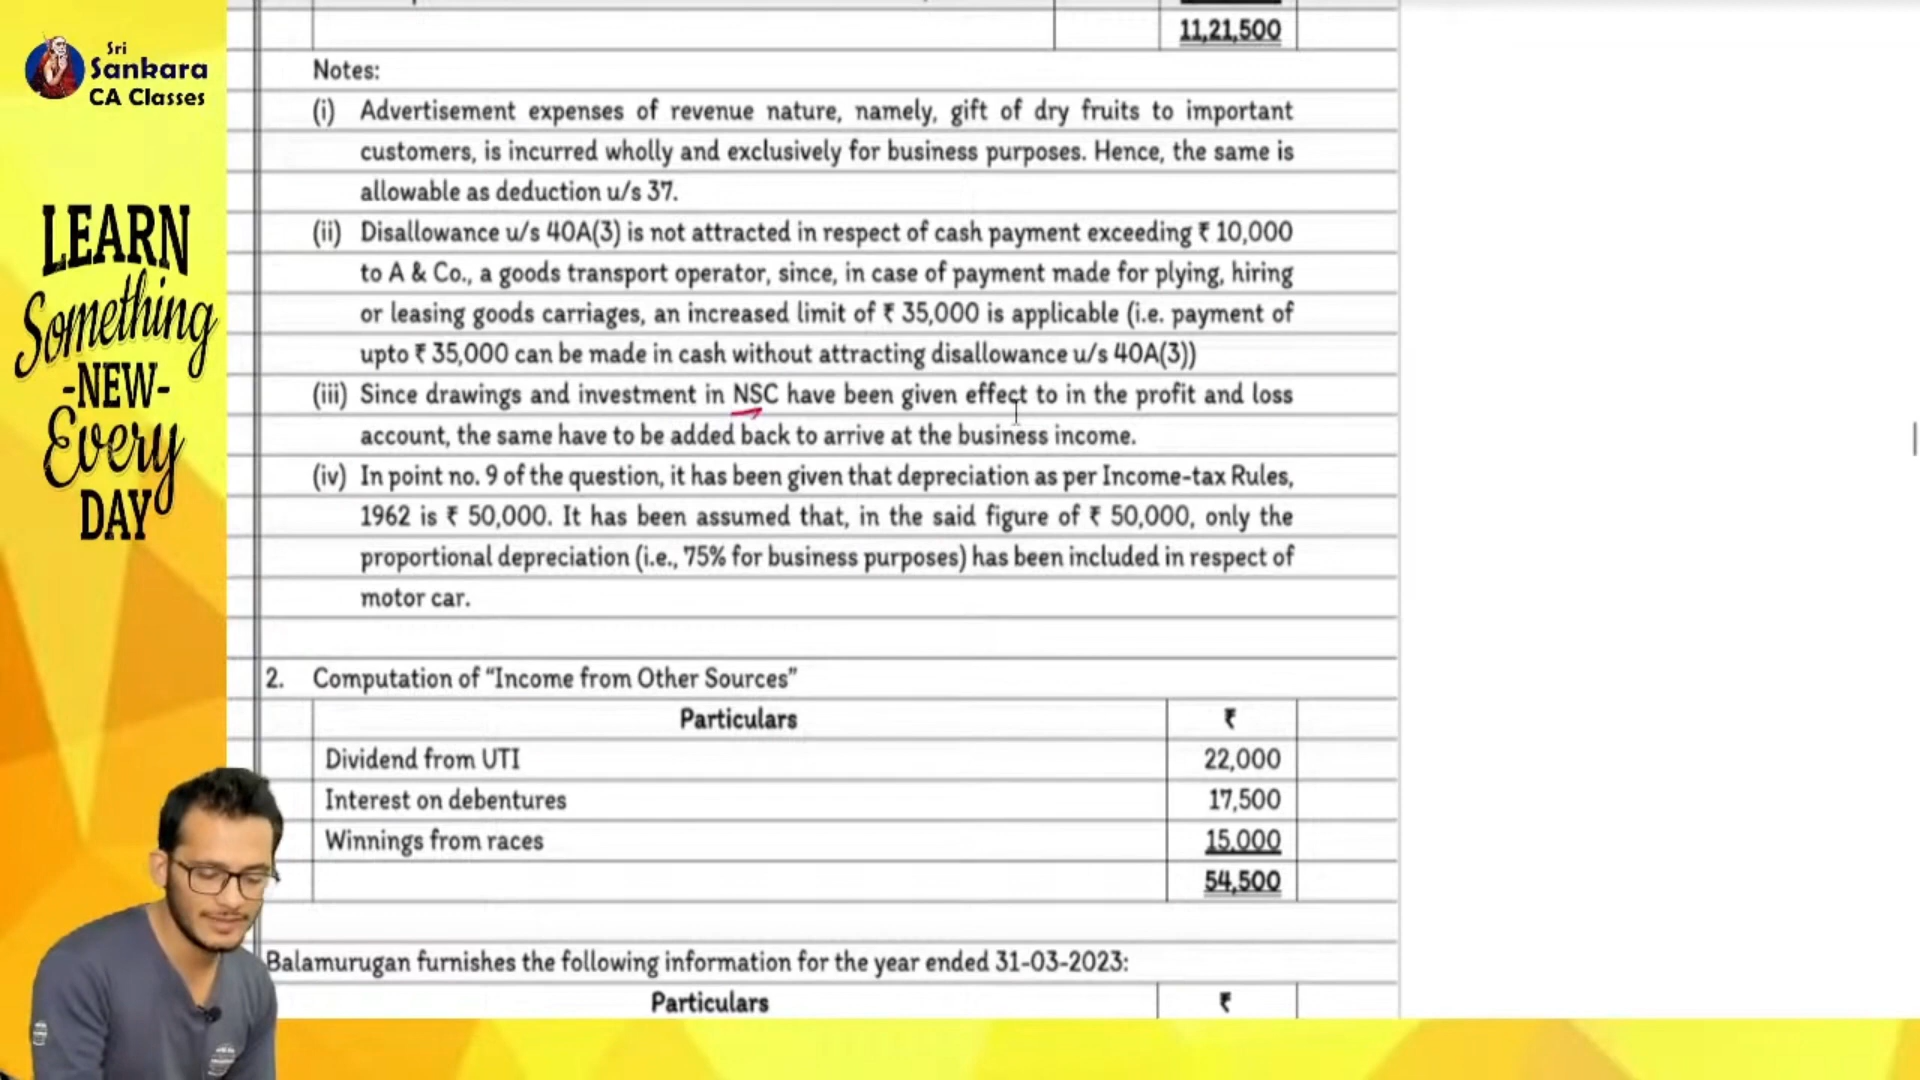 Sri
Sankara
CA Classes
LEARN
Something
-NEW-
Every
DAY
11,21,500
Notes:
(i) Advertisement expenses of revenue nature, namely, gift of dry fruits to important
customers, is incurred wholly and exclusively for business purposes. Hence, the same is
allowable as deduction u/s 37.
(ii) Disallowance u/s 40A(3) is not attracted in respect of cash payment exceeding ₹ 10,000
to A & Co., a goods transport operator, since, in case of payment made for plying, hiring
or leasing goods carriages, an increased limit of ₹ 35,000 is applicable (i.e. payment of
upto ₹ 35,000 can be made in cash without attracting disallowance u/s 40A(3))
(iii) Since drawings and investment in NSC have been given effect to in the profit and loss
account, the same have to be added back to arrive at the business income.
(iv) In point no. 9 of the question, it has been given that depreciation as per Income-tax Rules,
1962 is ₹ 50,000. It has been assumed that, in the said figure of ₹ 50,000, only the
proportional depreciation (i.e., 75% for business purposes) has been included in respect of
motor car.
2. Computation of “Income from Other Sources”
Particulars ₹
Dividend from UTI 22,000
Interest on debentures 17,500
Winnings from races 15,000
54,500
Balamurugan furnishes the following information for the year ended 31-03-2023:
Particulars ₹